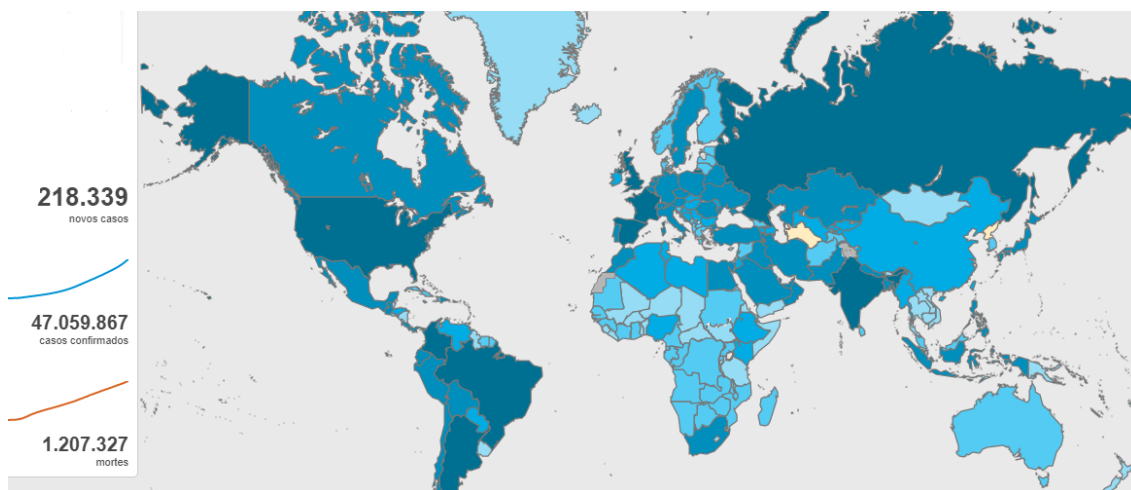 218.339
novos casos
47.059.867
casos confirmados
1.207.327
mortes